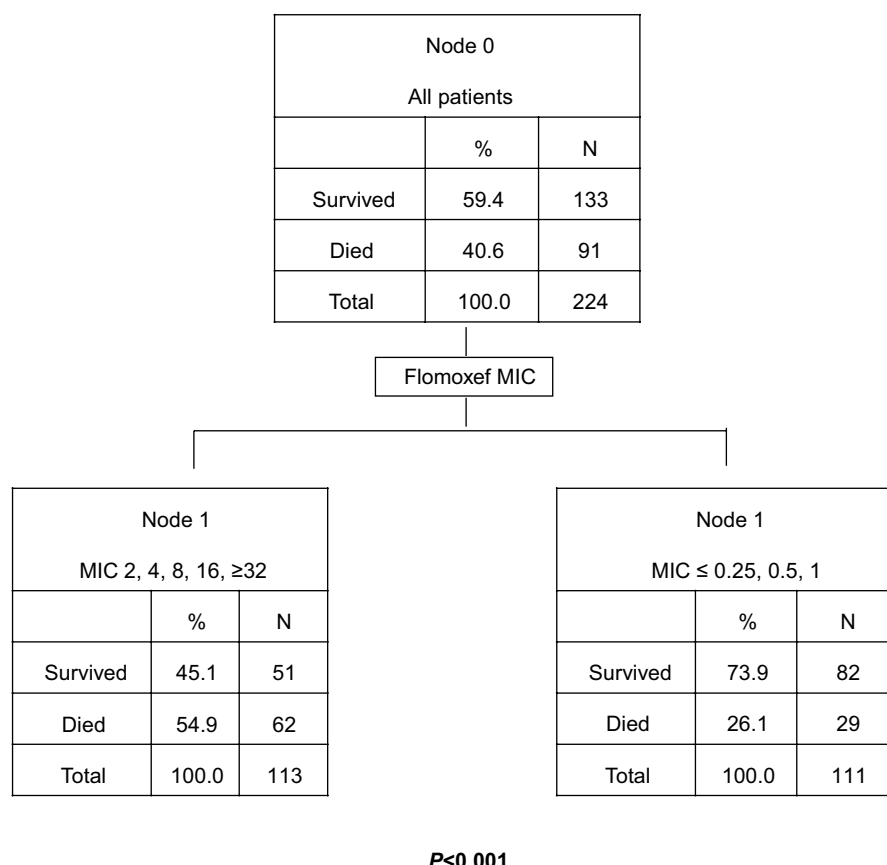 Node 0
All patients
% N
Survived 59.4 133
Died 40.6 91
Total 100.0 224
Flomoxef MIC
Node 1
MIC 2, 4, 8, 16, ≥32
% N
Survived 45.1 51
Died 54.9 62
Total 100.0 113
Node 1
MIC ≤ 0.25, 0.5, 1
% N
Survived 73.9 82
Died 26.1 29
Total 100.0 111
P<0.001